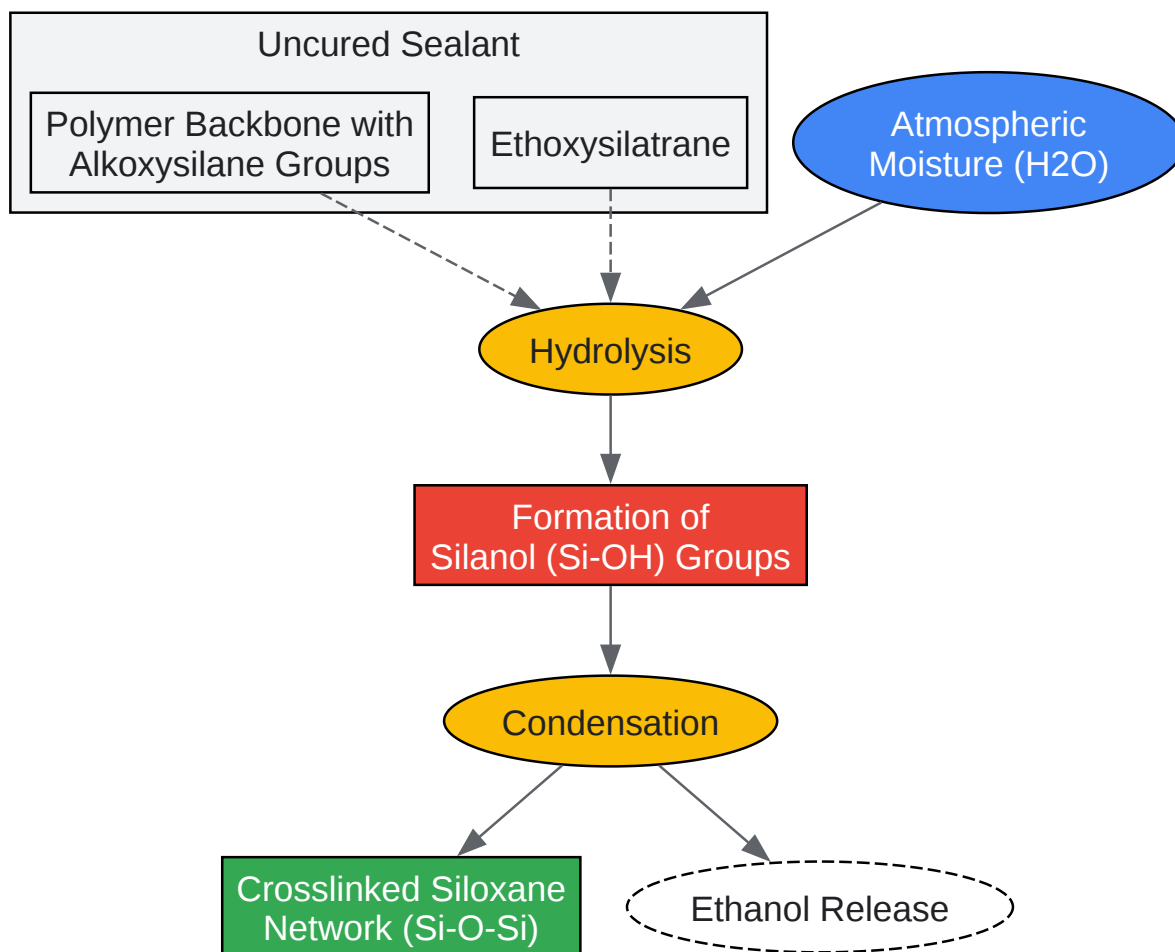 Uncured Sealant
Polymer Backbone with
Alkoxysilane Groups
Ethoxysilatrane
Atmospheric
Moisture (H2O)
Hydrolysis
Formation of
Silanol (Si-OH) Groups
Condensation
Crosslinked Siloxane
Network (Si-O-Si)
Ethanol Release